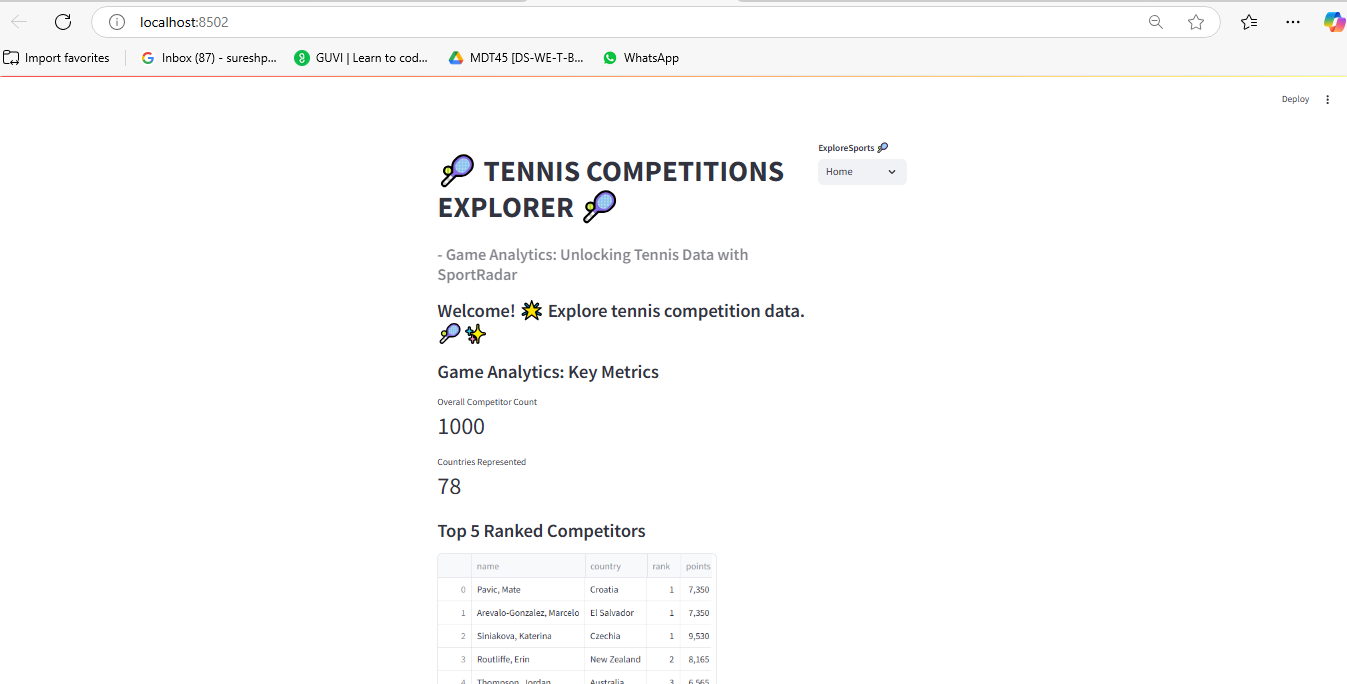 localhost:8502
Import favorites
Inbox (87) - sureshp...
GUVI | Learn to cod...
MDT45 [DS-WE-T-B...
WhatsApp
Deploy
ExploreSports
Home
TENNIS COMPETITIONS
EXPLORER
- Game Analytics: Unlocking Tennis Data with
SportRadar
Welcome! Explore tennis competition data.
Game Analytics: Key Metrics
Overall Competitor Count
1000
Countries Represented
78
Top 5 Ranked Competitors
name country rank points
0 Pavic, Mate Croatia 1 7,350
1 Arevalo-Gonzalez, Marcelo El Salvador 1 7,350
2 Siniakova, Katerina Czechia 1 9,530
3 Routliffe, Erin New Zealand 2 8,165
4 Thompson, Jordan Australia 3 6,565